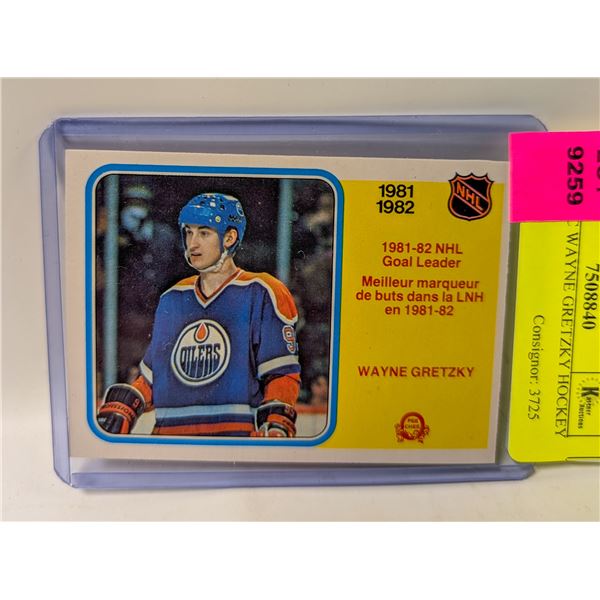 1981
1982
NHL
1981-82 NHL
Goal Leader
Meilleur marqueur
de buts dans la LNH
en 1981-82
WAYNE GRETZKY
OILERS
9
9259
7508840
WAYNE GRETZKY HOCKEY
Consignor: 3725